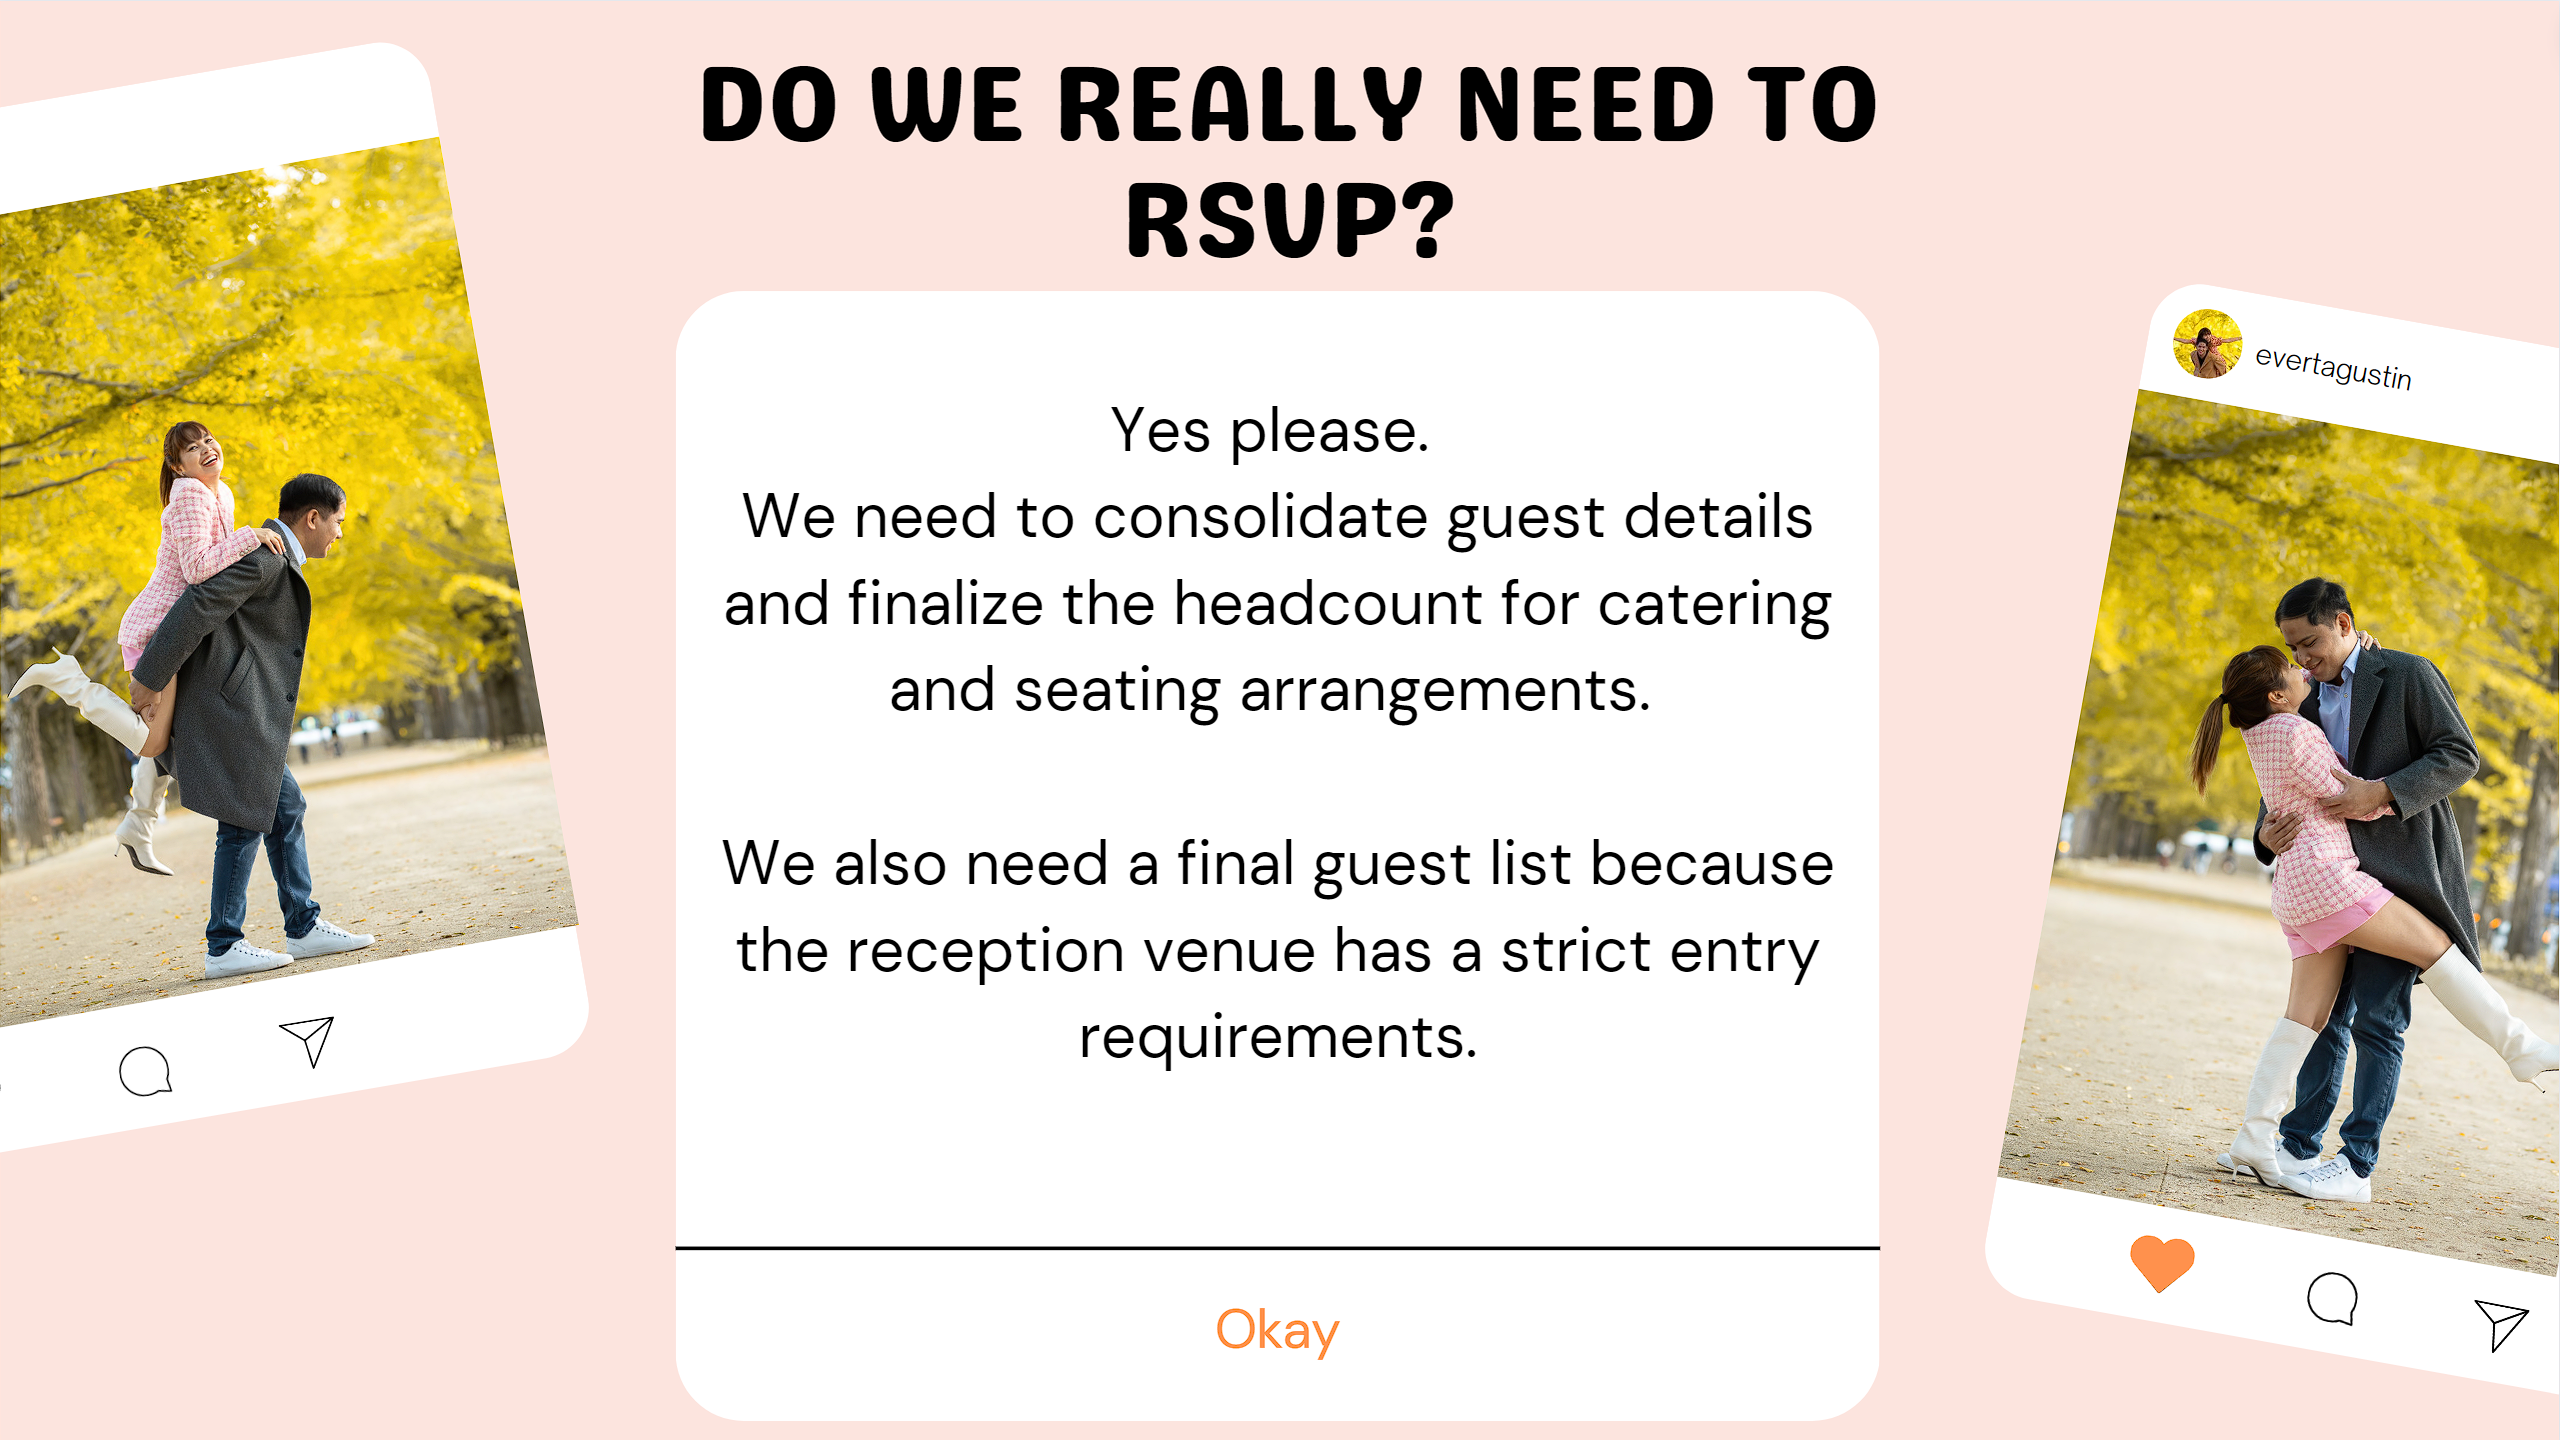 DO WE REALLY NEED TO
RSVP?
Yes please.
We need to consolidate guest details
and finalize the headcount for catering
and seating arrangements.
We also need a final guest list because
the reception venue has a strict entry
requirements.
Okay
evertagustin